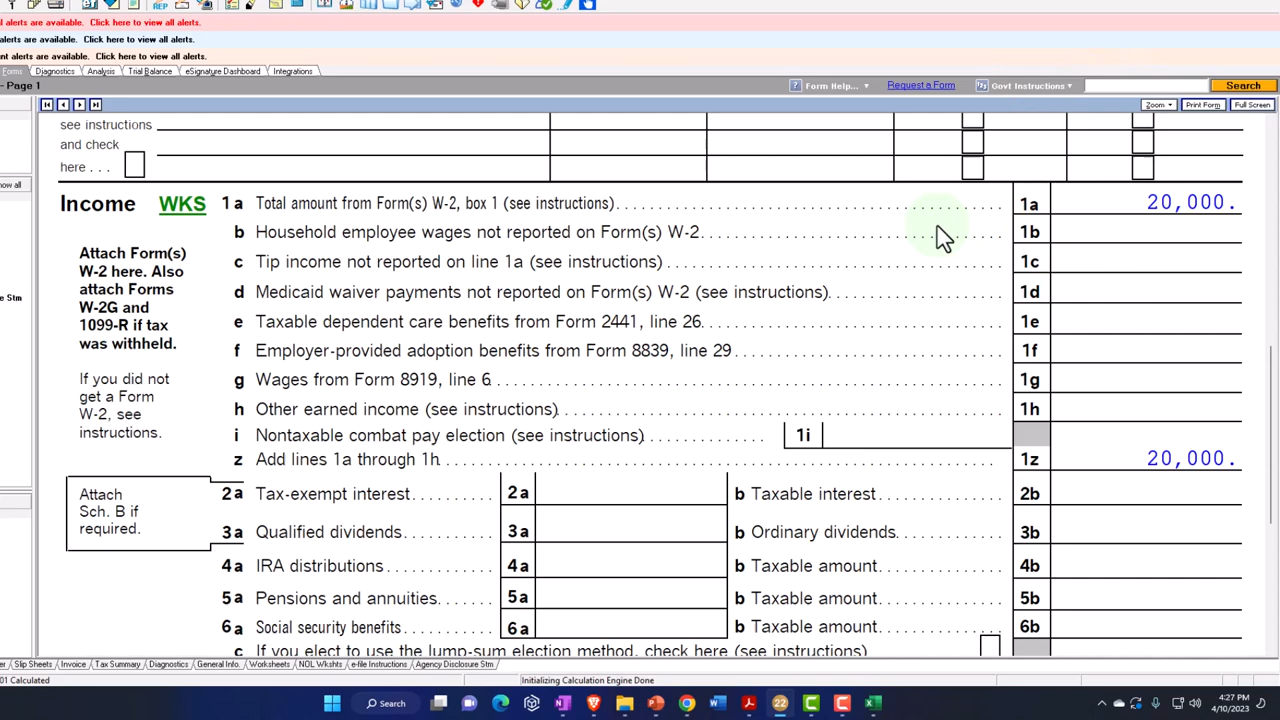 REP
al alerts are available. Click here to view all alerts.
alerts are available. Click here to view all alerts.
nt alerts are available. Click here to view all alerts.
Forms Diagnostics Analysis Trial Balance eSignature Dashboard Integrations
- Page 1 Form Help... Request a Form Govt Instructions Search
Zoom Print Form Full Screen
see instructions
and check
here . . .
how all
Income WKS 1 a Total amount from Form(s) W-2, box 1 (see instructions) 1a 20,000.
b Household employee wages not reported on Form(s) W-2 1b
Attach Form(s)
W-2 here. Also
attach Forms
W-2G and
1099-R if tax
was withheld.
c Tip income not reported on line 1a (see instructions) 1c
d Medicaid waiver payments not reported on Form(s) W-2 (see instructions) 1d
e Taxable dependent care benefits from Form 2441, line 26 1e
f Employer-provided adoption benefits from Form 8839, line 29 1f
If you did not
get a Form
W-2, see
instructions.
g Wages from Form 8919, line 6 1g
h Other earned income (see instructions) 1h
i Nontaxable combat pay election (see instructions) 1i
z Add lines 1a through 1h 1z 20,000.
Attach
Sch. B if
required.
2a Tax-exempt interest 2a b Taxable interest 2b
3a Qualified dividends 3a b Ordinary dividends 3b
4a IRA distributions 4a b Taxable amount 4b
5a Pensions and annuities 5a b Taxable amount 5b
6a Social security benefits 6a b Taxable amount 6b
c If you elect to use the lump-sum election method, check here (see instructions)
e Stm
er Slip Sheets Invoice Tax Summary Diagnostics General Info. Worksheets NOL Wkshts e-file Instructions Agency Disclosure Stm
01 Calculated Initializing Calculation Engine Done
Search 22 4:27 PM
4/10/2023